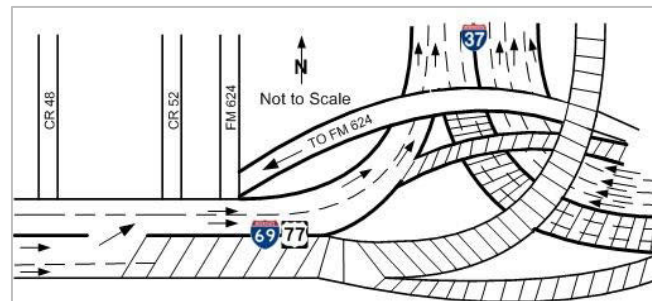 37
N
Not to Scale
CR 48
CR 52
FM 624
TO FM 624
69
77